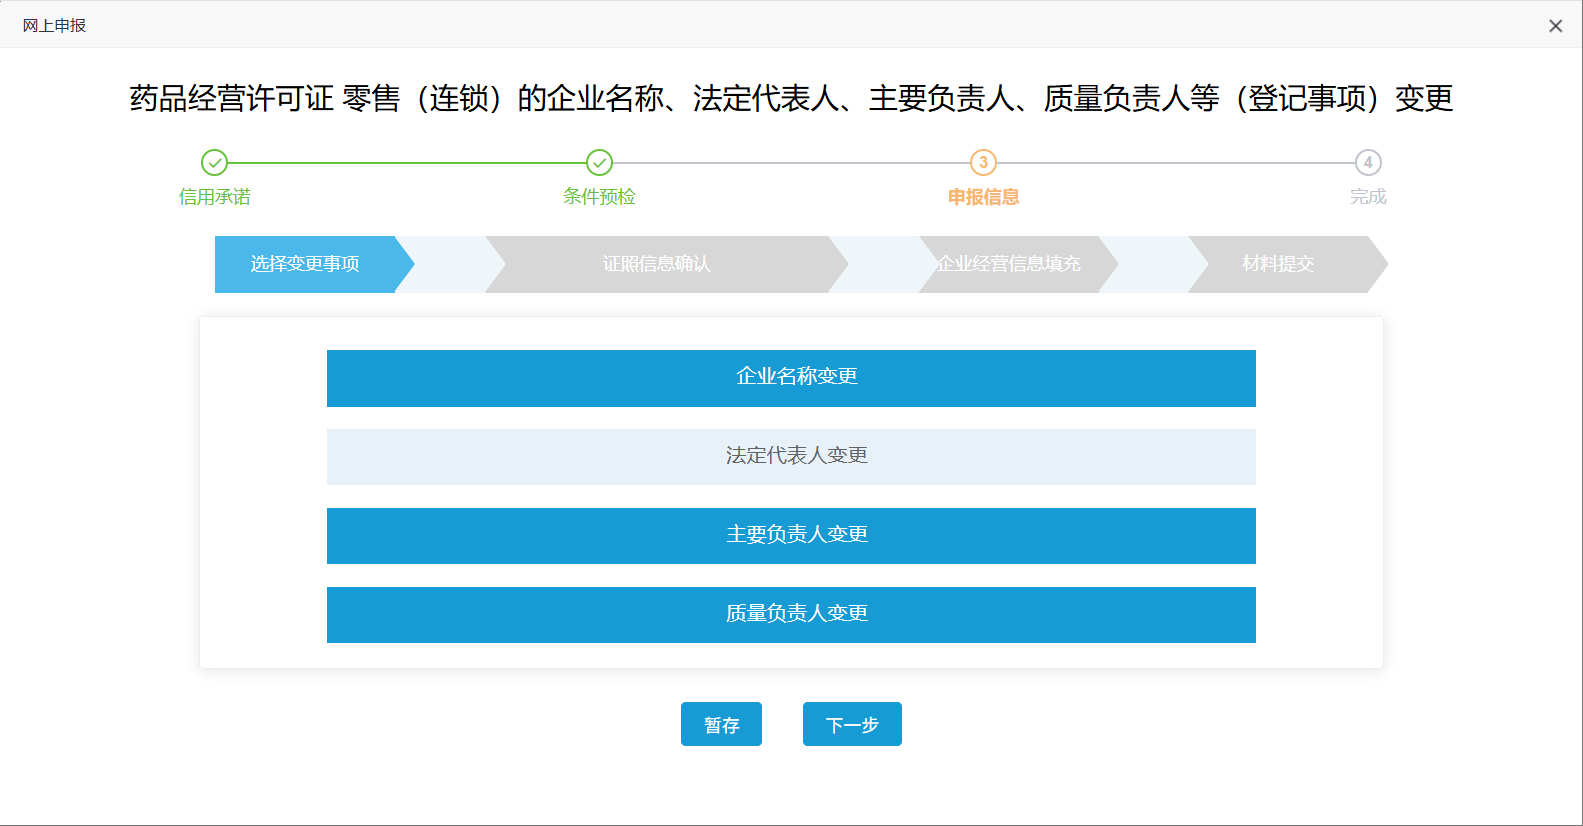 网上申报
药品经营许可证 零售（连锁）的企业名称、法定代表人、主要负责人、质量负责人等（登记事项）变更
3
4
信用承诺
条件预检
申报信息
完成
选择变更事项
证照信息确认
企业经营信息填充
材料提交
企业名称变更
法定代表人变更
主要负责人变更
质量负责人变更
暂存
下一步